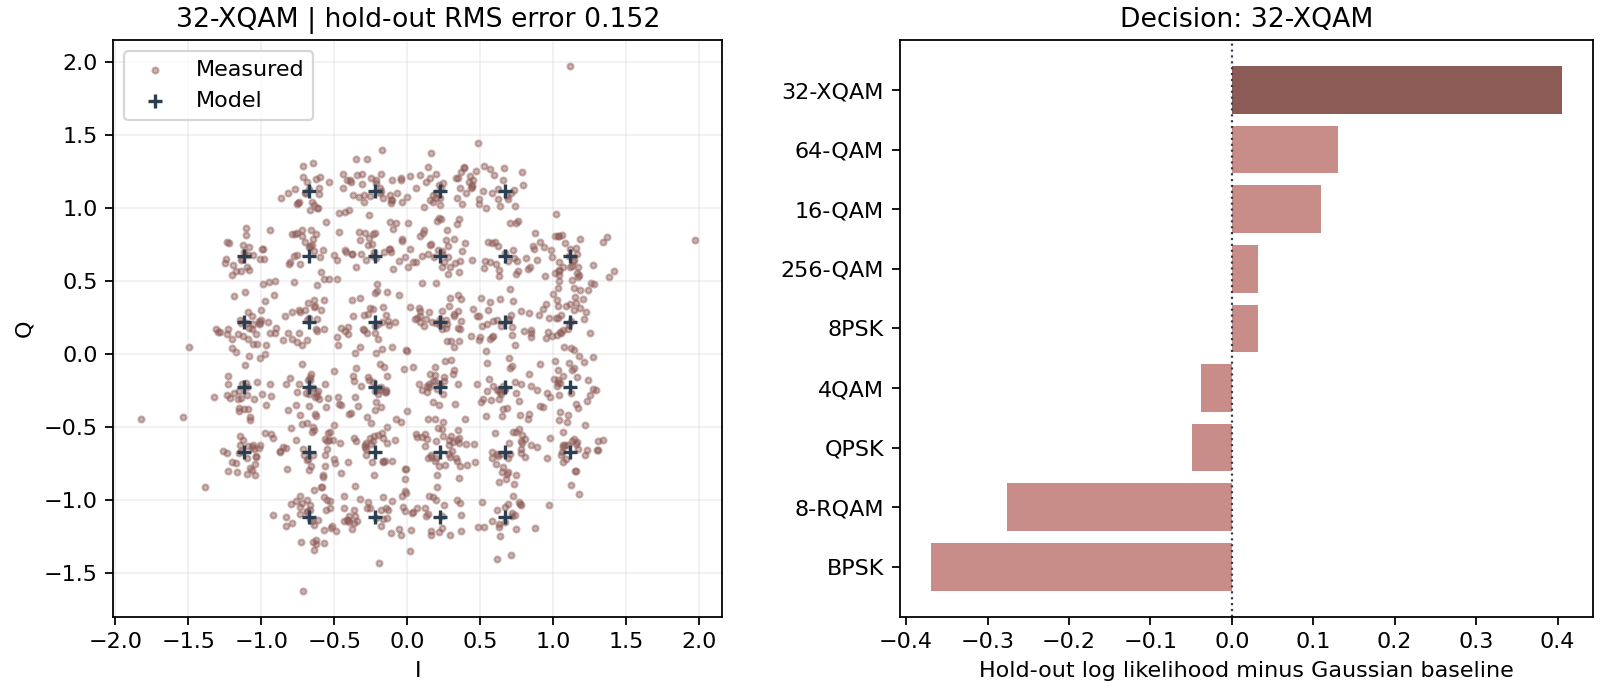 32-XQAM | hold-out RMS error 0.152
Measured
Model
2.0
1.5
1.0
0.5
0.0
−0.5
−1.0
−1.5
Q
−2.0 −1.5 −1.0 −0.5 0.0 0.5 1.0 1.5 2.0
I
Decision: 32-XQAM
32-XQAM
64-QAM
16-QAM
256-QAM
8PSK
4QAM
QPSK
8-RQAM
BPSK
−0.4 −0.3 −0.2 −0.1 0.0 0.1 0.2 0.3 0.4
Hold-out log likelihood minus Gaussian baseline